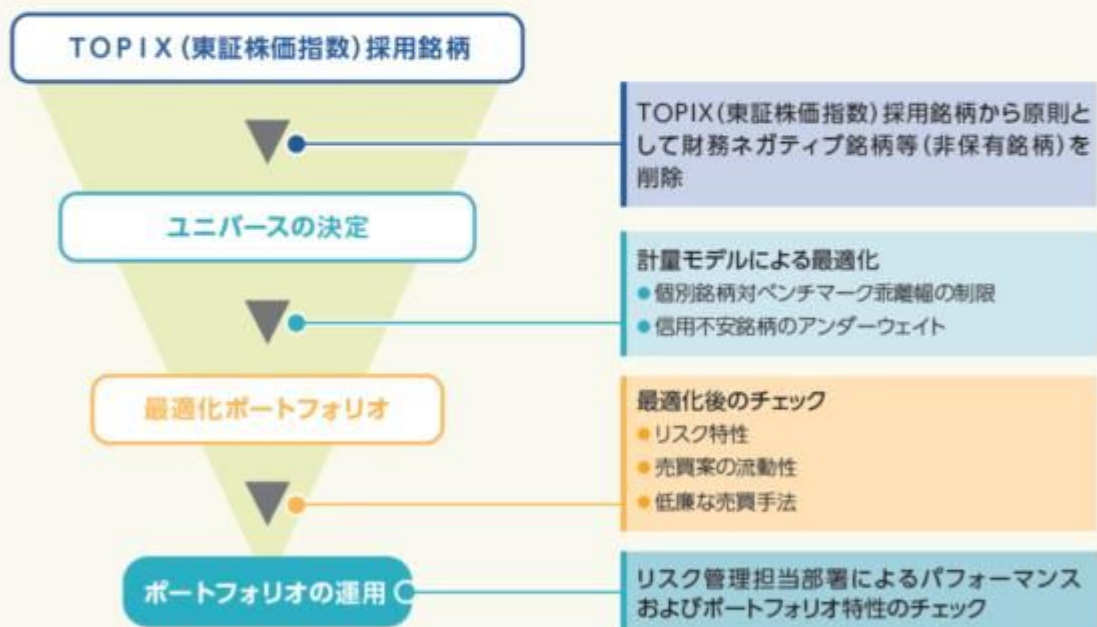 TOPIX(東証株価指数)採用銘柄
TOPIX(東証株価指数)採用銘柄から原則と
して財務ネガティブ銘柄等(非保有銘柄)を
削除
ユニバースの決定
計量モデルによる最適化
●個別銘柄対ベンチマーク乖離幅の制限
●信用不安銘柄のアンダーウェイト
最適化ポートフォリオ
最適化後のチェック
●リスク特性
●売買案の流動性
●低廉な売買手法
ポートフォリオの運用
リスク管理担当部署によるパフォーマンス
およびポートフォリオ特性のチェック